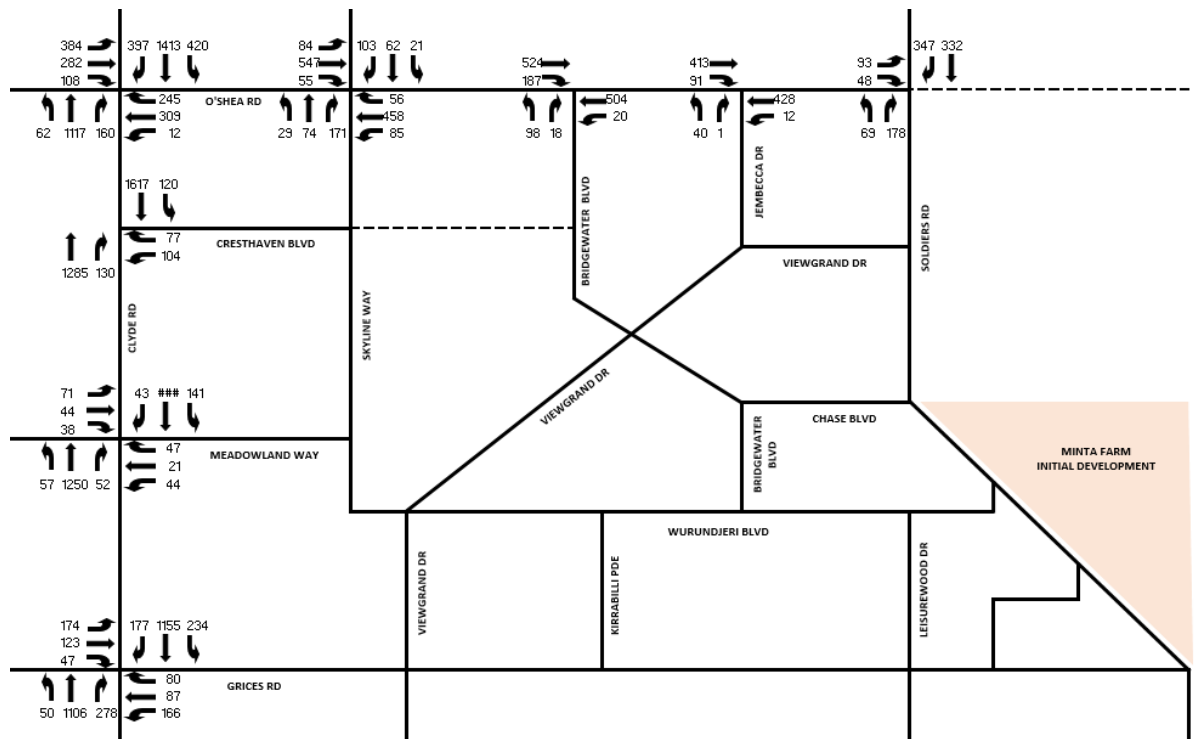 384 397 1413 420 84 103 62 21 524 413 93 347 332
282 547 187 91 48
108 55
245 56 504 428
O'SHEA RD
309 458 20 12
62 1117 160 12 29 74 171 85 98 18 40 1 69 178
1617 120
77
CRESTHAVEN BLVD
104
1285 130
BRIDGEWATER BLVD
JEMBECCA DR
SOLDIERS RD
VIEWGRAND DR
CLYDE RD
SKYLINE WAY
VIEWGRAND DR
71 43 ### 141
44
38
47
MEADOWLAND WAY
21
57 1250 52 44
CHASE BLVD
BRIDGEWATER
BLVD
MINTA FARM
INITIAL DEVELOPMENT
WURUNDJERI BLVD
VIEWGRAND DR
KIRRABILLI PDE
LEISUREWOOD DR
174 177 1155 234
123
47
80
GRICES RD
87
50 1106 278 166